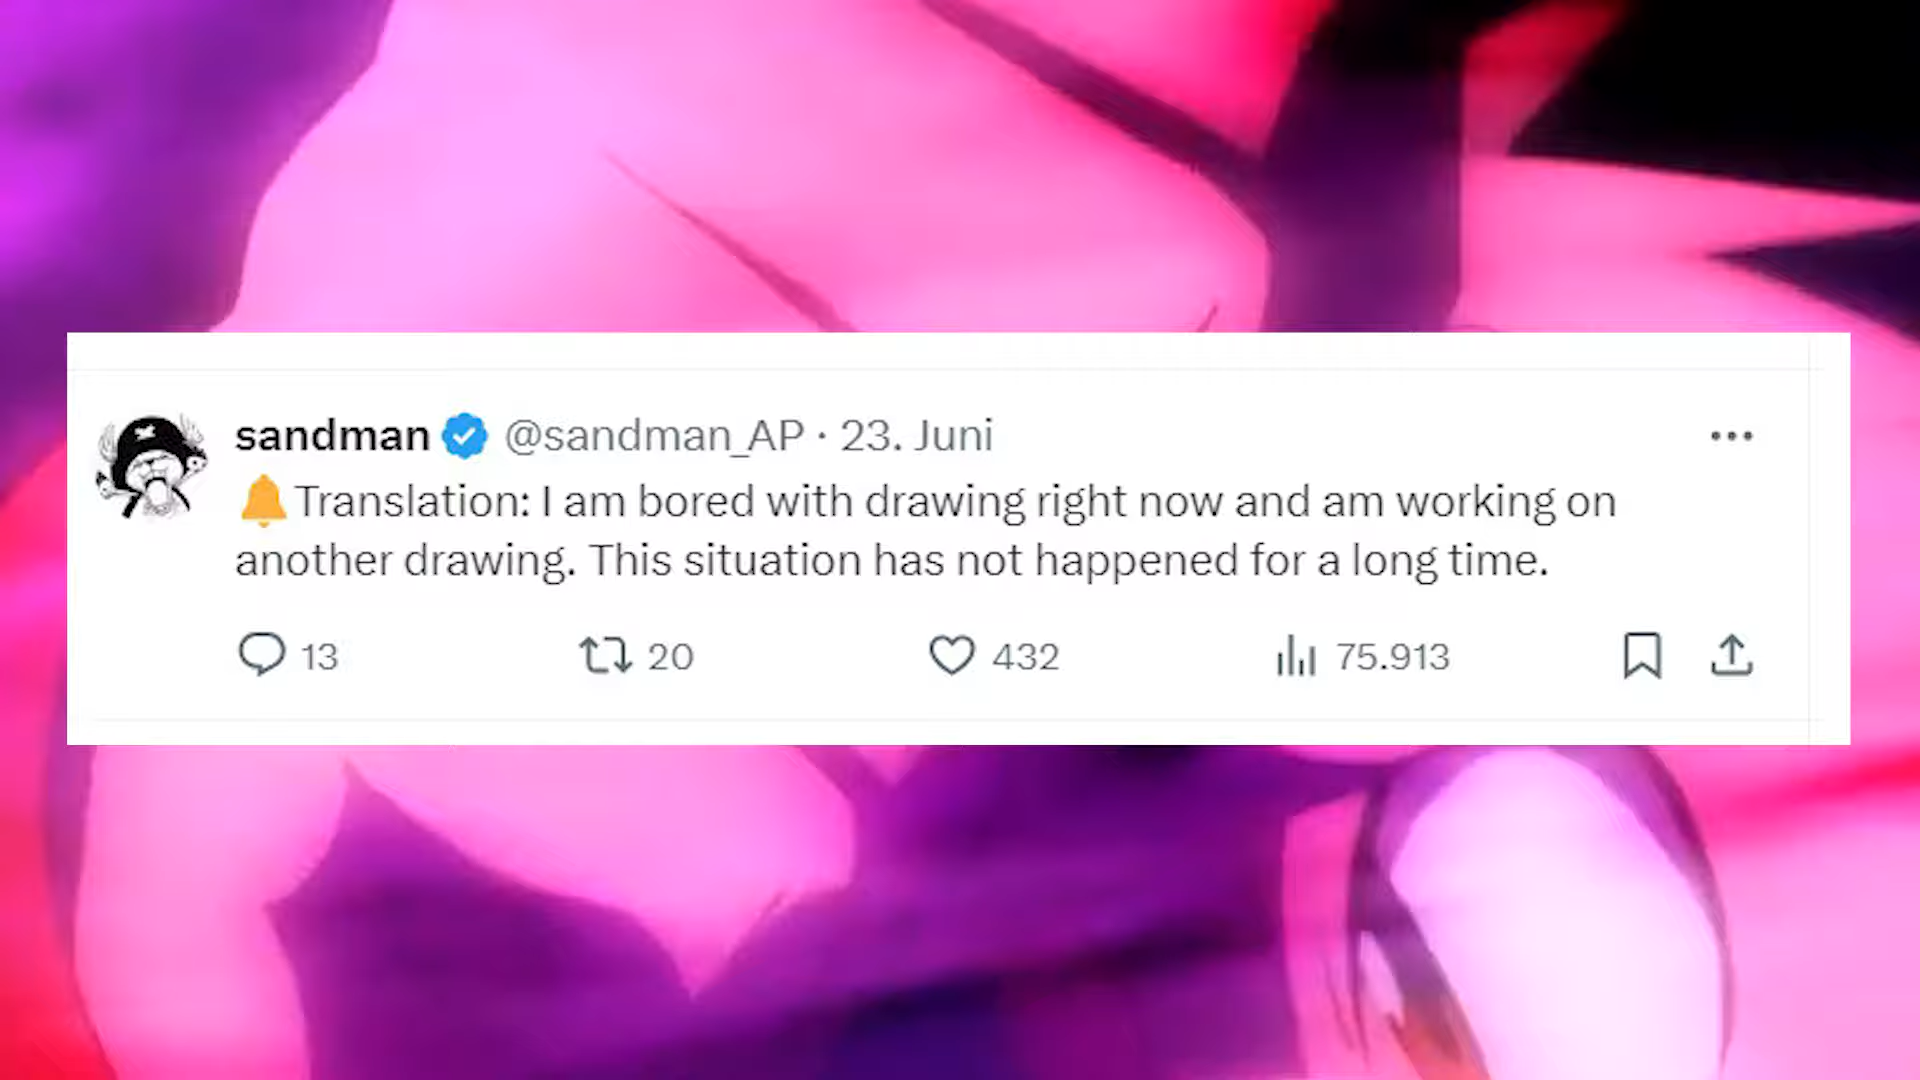 sandman @sandman_AP · 23. Juni
🔔Translation: I am bored with drawing right now and am working on
another drawing. This situation has not happened for a long time.
13 20 432 75.913